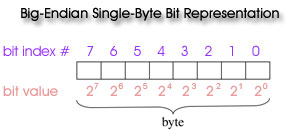 Big-Endian Single-Byte Bit Representation
bit index # 7 6 5 4 3 2 1 0
bit value 2⁷ 2⁶ 2⁵ 2⁴ 2³ 2² 2¹ 2⁰
byte